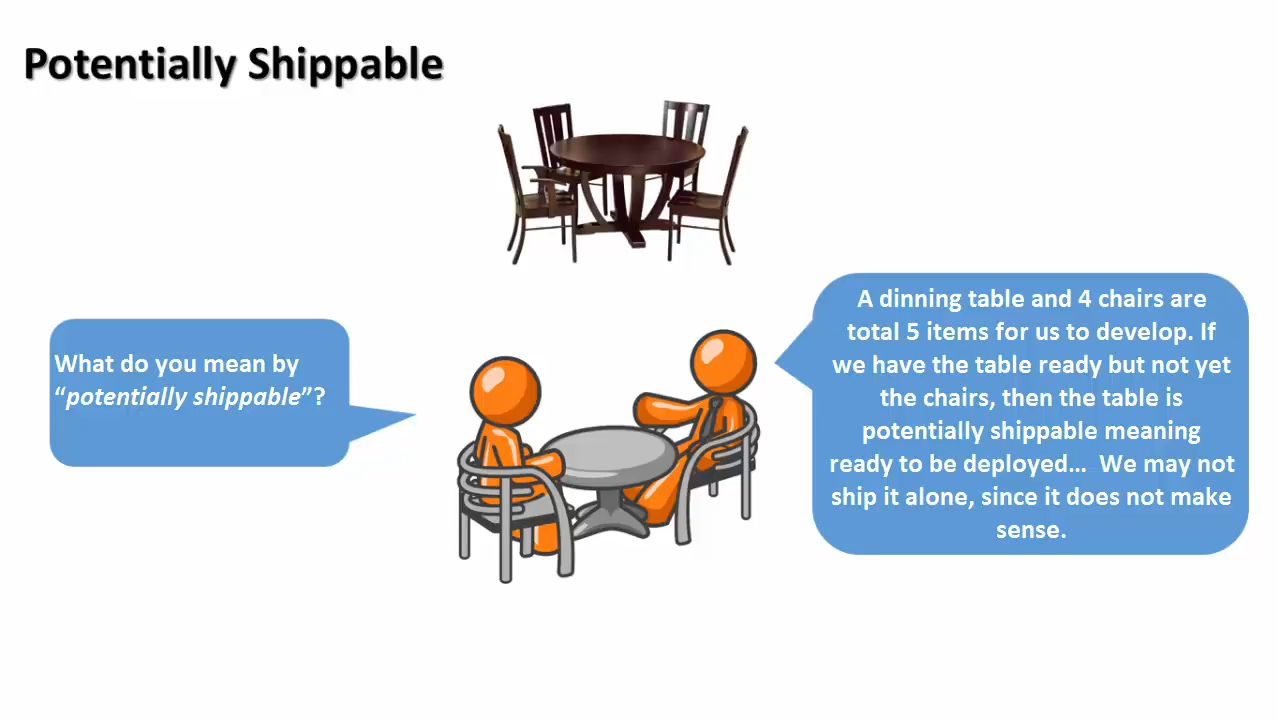 Potentially Shippable
What do you mean by
“potentially shippable”?
A dinning table and 4 chairs are
total 5 items for us to develop. If
we have the table ready but not yet
the chairs, then the table is
potentially shippable meaning
ready to be deployed… We may not
ship it alone, since it does not make
sense.